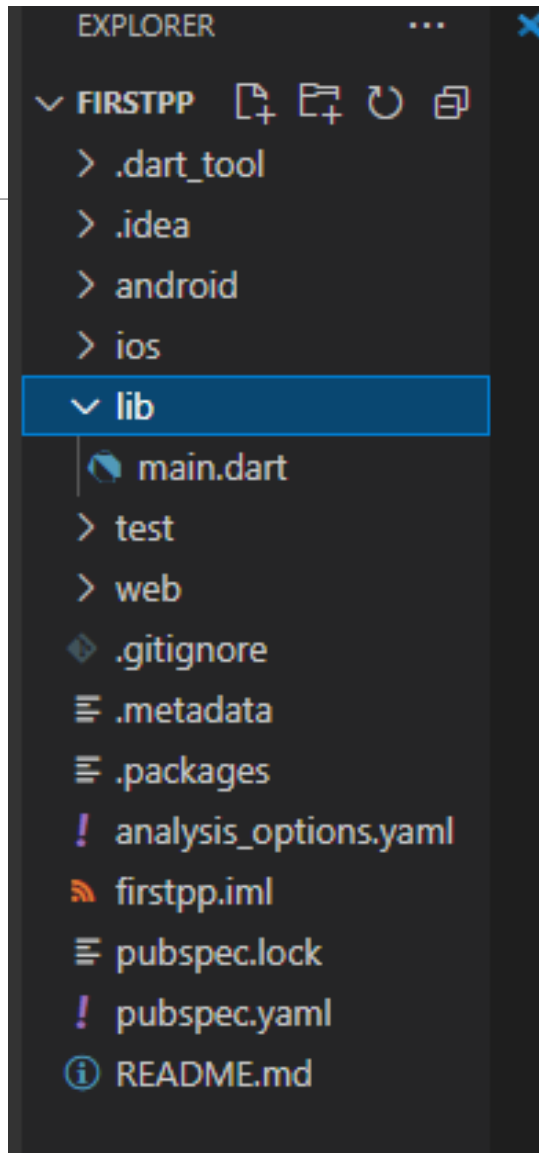 EXPLORER ...
FIRSTPP
.dart_tool
.idea
android
ios
lib
main.dart
test
web
.gitignore
.metadata
.packages
analysis_options.yaml
firstpp.iml
pubspec.lock
pubspec.yaml
README.md